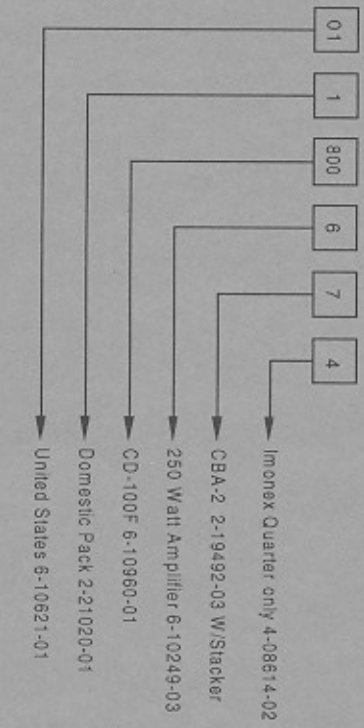 01 1 800 6 7 4
Imonex Quarter only 4-08614-02
CBA-2 2-19492-03 W/Stacker
250 Watt Amplifier 6-10249-03
CD-100F 6-10960-01
Domestic Pack 2-21020-01
United States 6-10621-01